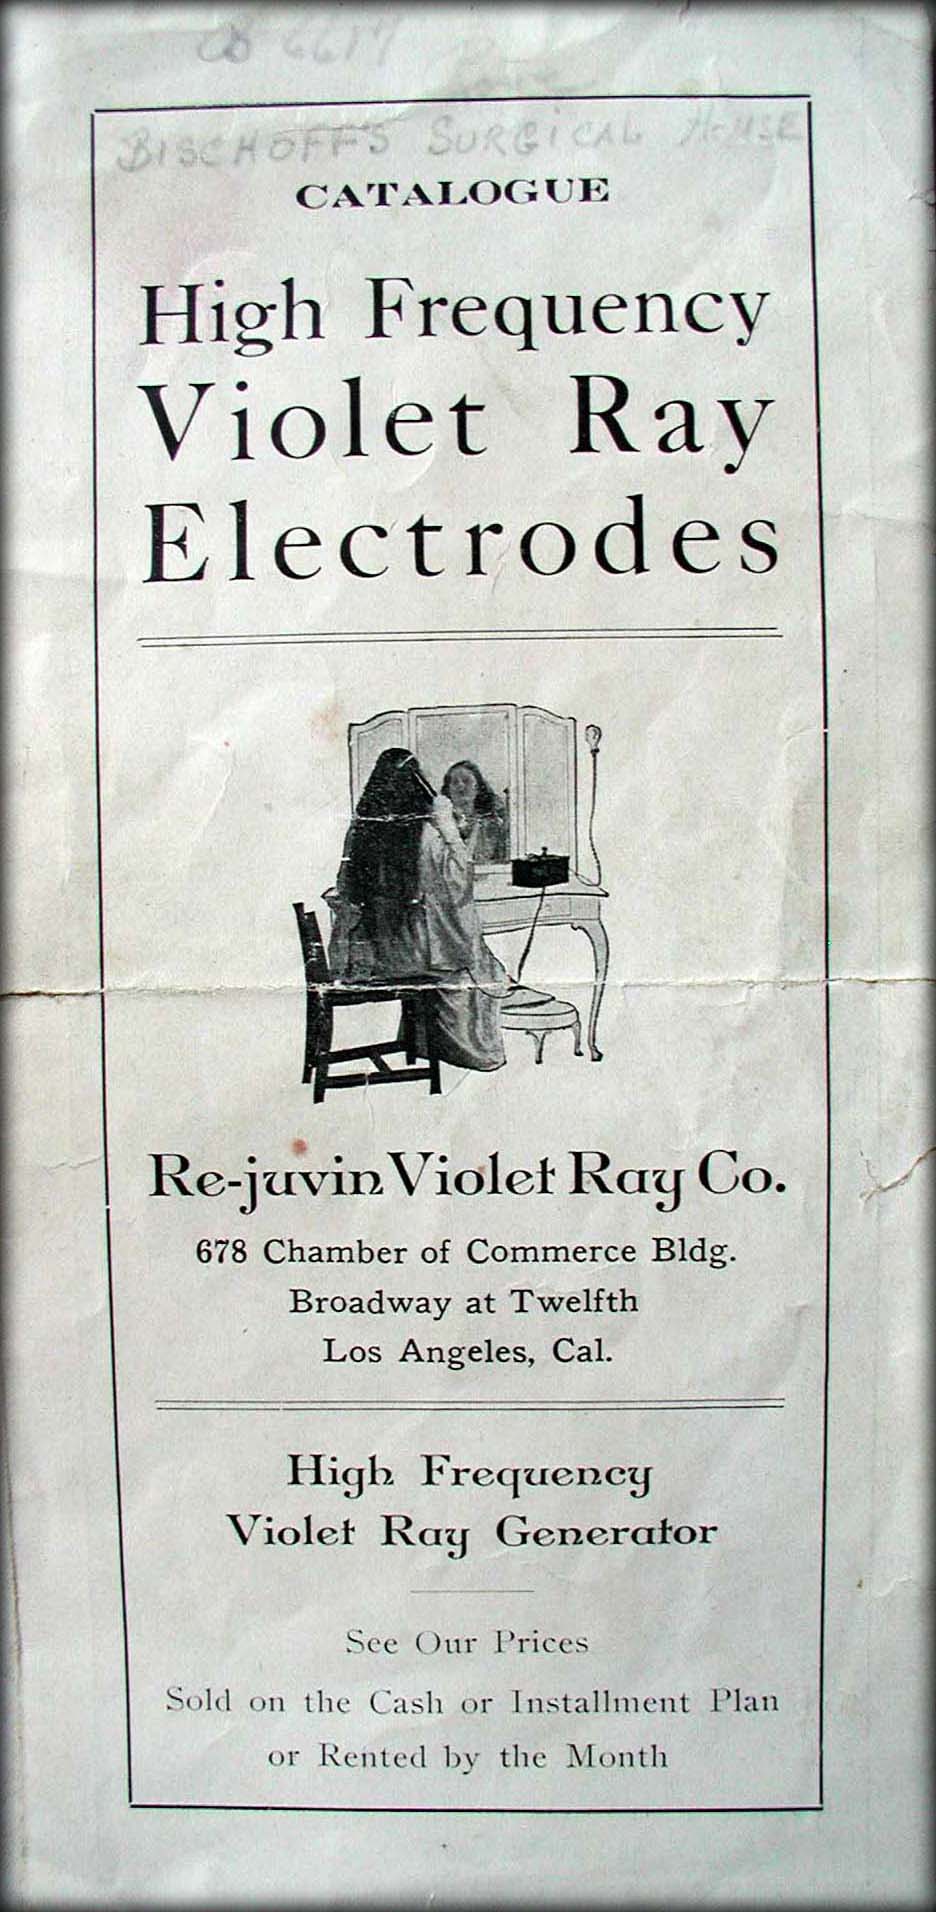 6617
BISCHOFF'S SURGICAL HOUSE
CATALOGUE
High Frequency
Violet Ray
Electrodes
Re-juvin Violet Ray Co.
678 Chamber of Commerce Bldg.
Broadway at Twelfth
Los Angeles, Cal.
High Frequency
Violet Ray Generator
See Our Prices
Sold on the Cash or Installment Plan
or Rented by the Month